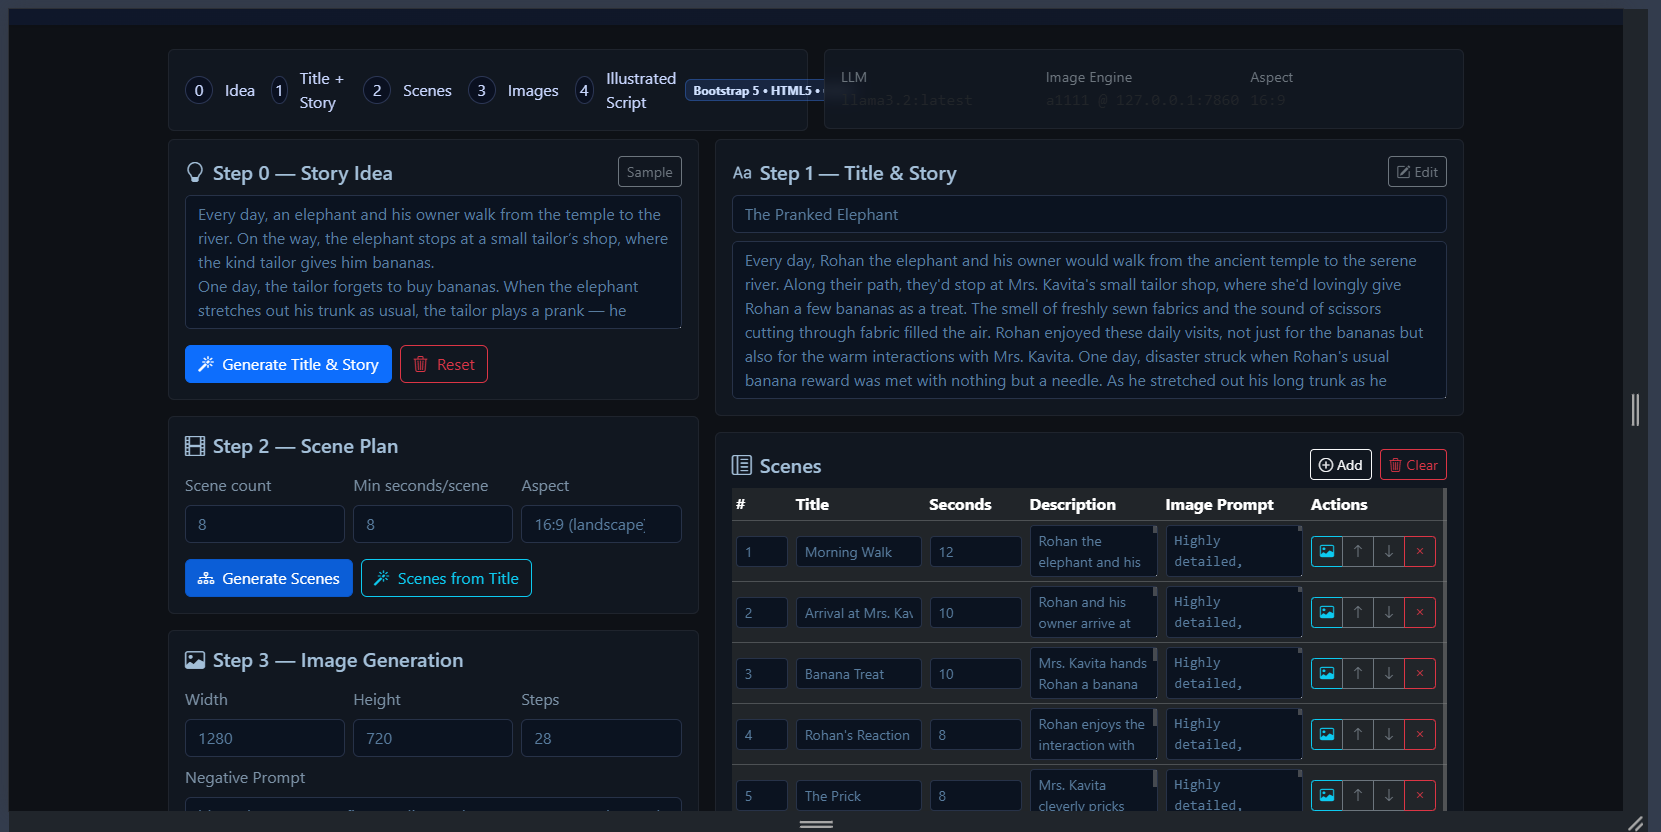 0 Idea 1 Title + Story 2 Scenes 3 Images 4 Illustrated Script Bootstrap 5 • HTML5 •
LLM Image Engine Aspect
llama3.2:latest a1111 @ 127.0.0.1:7860 16:9
Step 0 — Story Idea Sample
Every day, an elephant and his owner walk from the temple to the
river. On the way, the elephant stops at a small tailor’s shop, where
the kind tailor gives him bananas.
One day, the tailor forgets to buy bananas. When the elephant
stretches out his trunk as usual, the tailor plays a prank — he
Generate Title & Story Reset
Aa Step 1 — Title & Story Edit
The Pranked Elephant
Every day, Rohan the elephant and his owner would walk from the ancient temple to the serene
river. Along their path, they'd stop at Mrs. Kavita's small tailor shop, where she'd lovingly give
Rohan a few bananas as a treat. The smell of freshly sewn fabrics and the sound of scissors
cutting through fabric filled the air. Rohan enjoyed these daily visits, not just for the bananas but
also for the warm interactions with Mrs. Kavita. One day, disaster struck when Rohan's usual
banana reward was met with nothing but a needle. As he stretched out his long trunk as he
Step 2 — Scene Plan
Scene count Min seconds/scene Aspect
8 8 16:9 (landscape)
Generate Scenes Scenes from Title
Step 3 — Image Generation
Width Height Steps
1280 720 28
Negative Prompt
Scenes Add Clear
# Title Seconds Description Image Prompt Actions
1 Morning Walk 12 Rohan the elephant and his Highly detailed, ↑ ↓ ×
2 Arrival at Mrs. Kav 10 Rohan and his owner arrive at Highly detailed, ↑ ↓ ×
3 Banana Treat 10 Mrs. Kavita hands Rohan a banana Highly detailed, ↑ ↓ ×
4 Rohan's Reaction 8 Rohan enjoys the interaction with Highly detailed, ↑ ↓ ×
5 The Prick 8 Mrs. Kavita cleverly pricks Highly detailed, ↑ ↓ ×